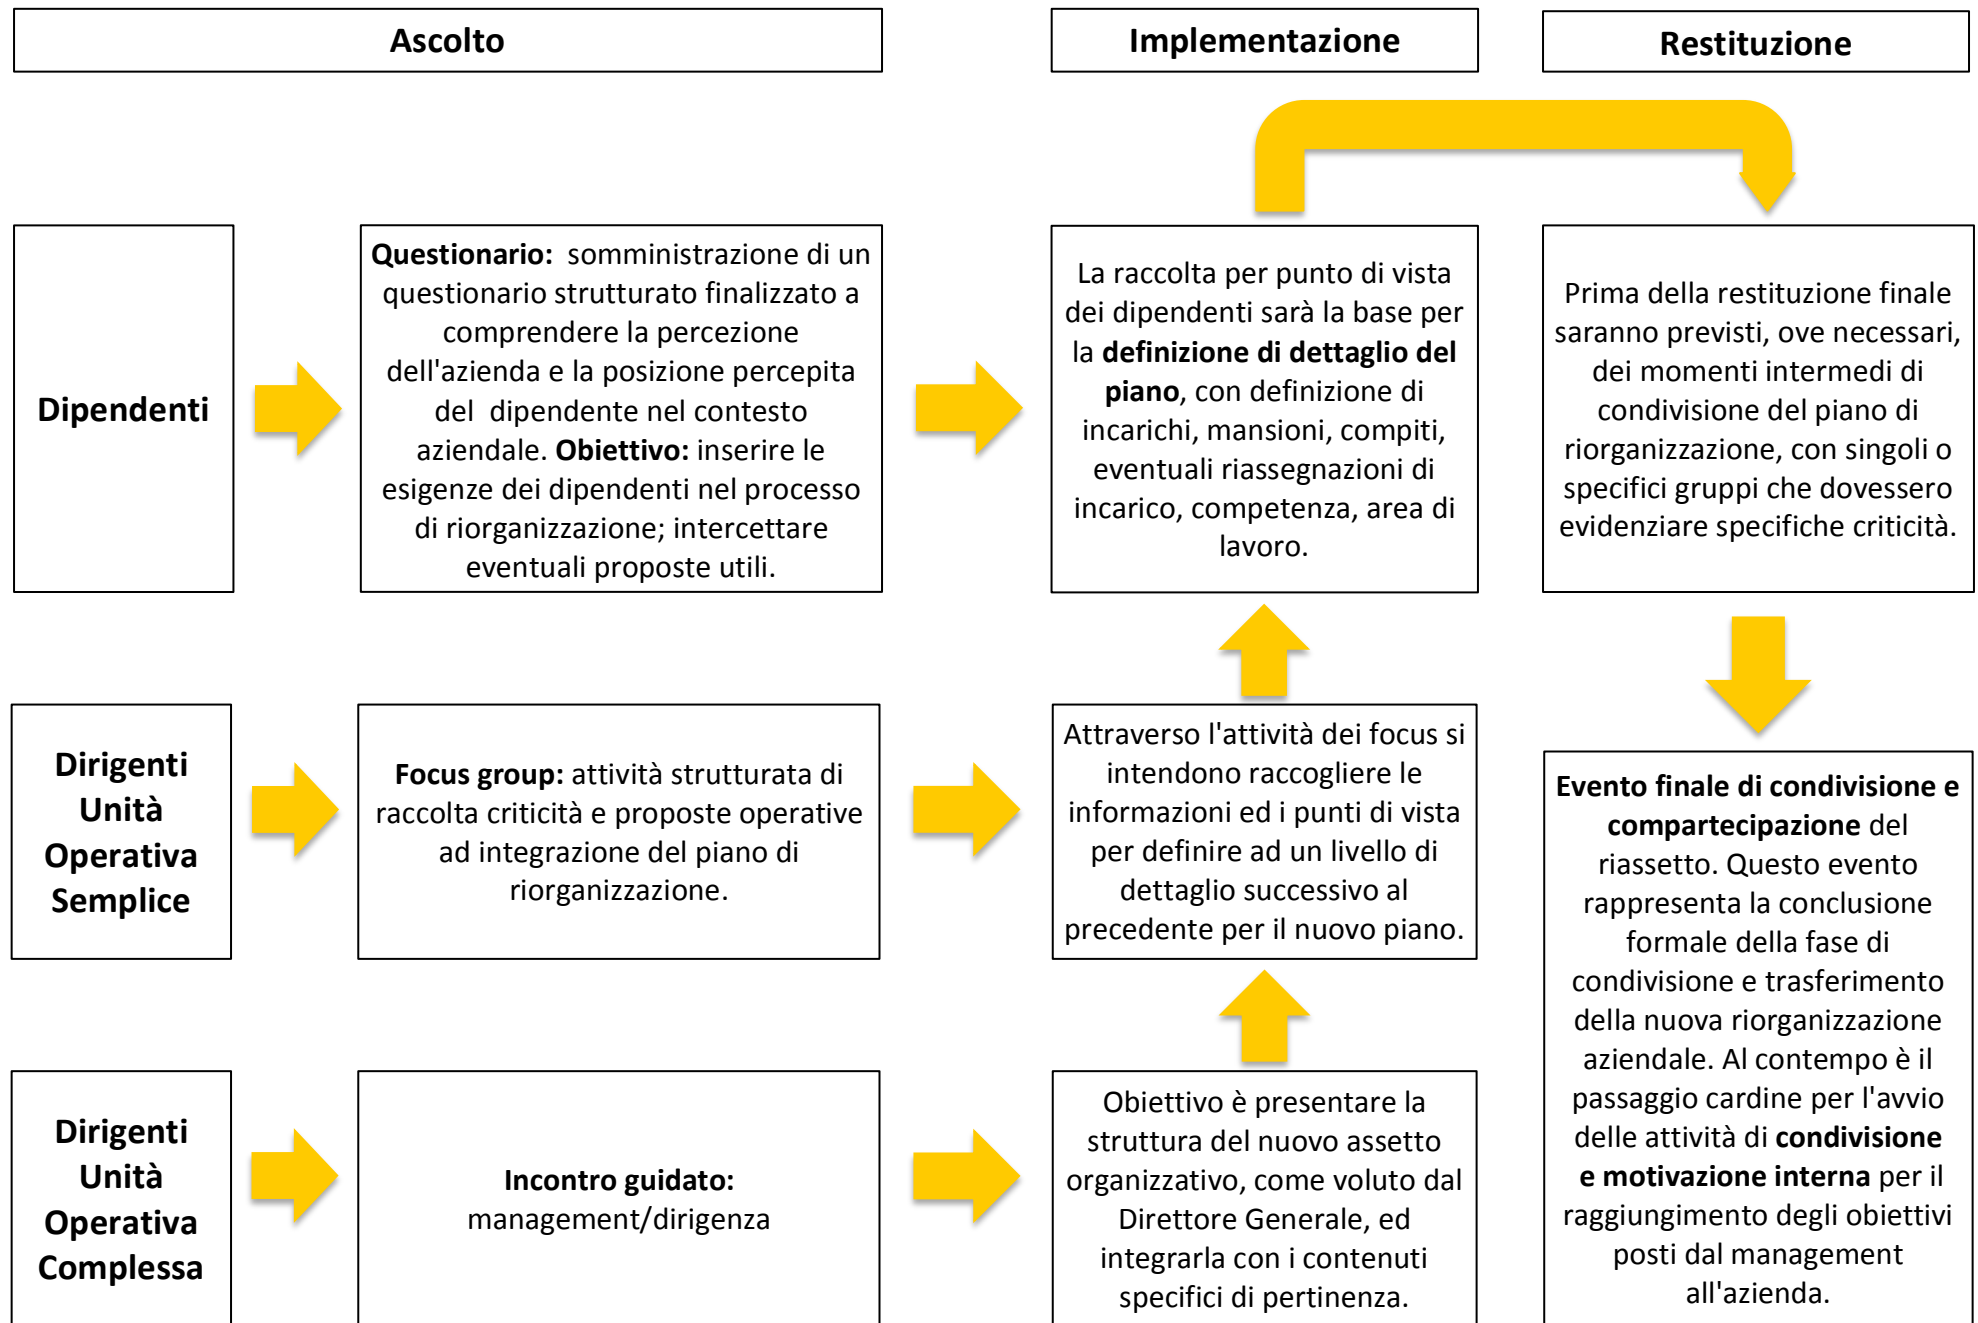 Ascolto
Implementazione
Restituzione
Dipendenti
Questionario: somministrazione di un
questionario strutturato finalizzato a
comprendere la percezione
dell'azienda e la posizione percepita
del dipendente nel contesto
aziendale. Obiettivo: inserire le
esigenze dei dipendenti nel processo
di riorganizzazione; intercettare
eventuali proposte utili.
La raccolta per punto di vista
dei dipendenti sarà la base per
la definizione di dettaglio del
piano, con definizione di
incarichi, mansioni, compiti,
eventuali riassegnazioni di
incarico, competenza, area di
lavoro.
Prima della restituzione finale
saranno previsti, ove necessari,
dei momenti intermedi di
condivisione del piano di
riorganizzazione, con singoli o
specifici gruppi che dovessero
evidenziare specifiche criticità.
Dirigenti
Unità
Operativa
Semplice
Focus group: attività strutturata di
raccolta criticità e proposte operative
ad integrazione del piano di
riorganizzazione.
Attraverso l'attività dei focus si
intendono raccogliere le
informazioni ed i punti di vista
per definire ad un livello di
dettaglio successivo al
precedente per il nuovo piano.
Evento finale di condivisione e
compartecipazione del
riassetto. Questo evento
rappresenta la conclusione
formale della fase di
condivisione e trasferimento
della nuova riorganizzazione
aziendale. Al contempo è il
passaggio cardine per l'avvio
delle attività di condivisione
e motivazione interna per il
raggiungimento degli obiettivi
posti dal management
all'azienda.
Dirigenti
Unità
Operativa
Complessa
Incontro guidato:
management/dirigenza
Obiettivo è presentare la
struttura del nuovo assetto
organizzativo, come voluto dal
Direttore Generale, ed
integrarla con i contenuti
specifici di pertinenza.